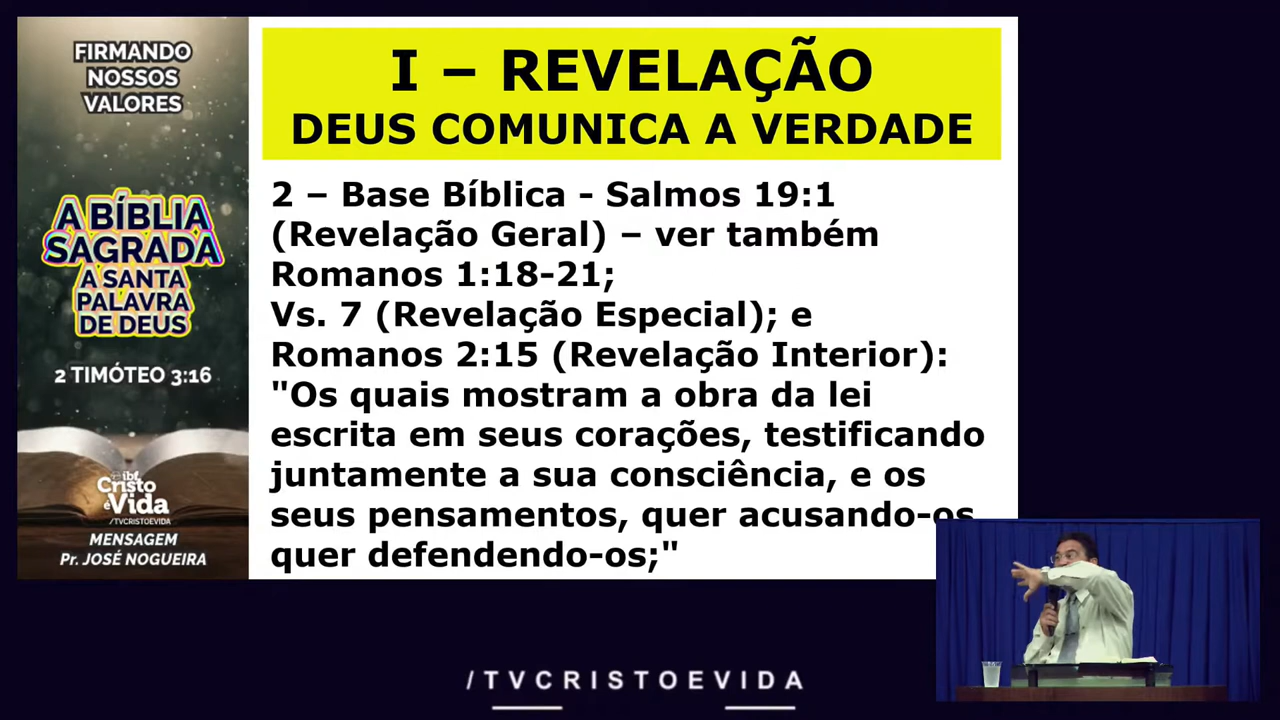 FIRMANDO
NOSSOS
VALORES
A BÍBLIA
SAGRADA
A SANTA
PALAVRA
DE DEUS
2 TIMÓTEO 3:16
ibf
Cristo
é Vida
/TVCRISTOEVIDA
MENSAGEM
Pr. JOSÉ NOGUEIRA
I – REVELAÇÃO
DEUS COMUNICA A VERDADE
2 – Base Bíblica - Salmos 19:1
(Revelação Geral) – ver também
Romanos 1:18-21;
Vs. 7 (Revelação Especial); e
Romanos 2:15 (Revelação Interior):
"Os quais mostram a obra da lei
escrita em seus corações, testificando
juntamente a sua consciência, e os
seus pensamentos, quer acusando-os
quer defendendo-os;"
/TVCRISTOEVIDA